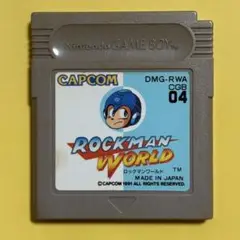 Nintendo GAME BOY
CAPCOM
DMG-RWA
CGB
04
ROCKMAN
WORLD
TM
ロックマンワールド
MADE IN JAPAN
©CAPCOM 1991 ALL RIGHTS RESERVED.